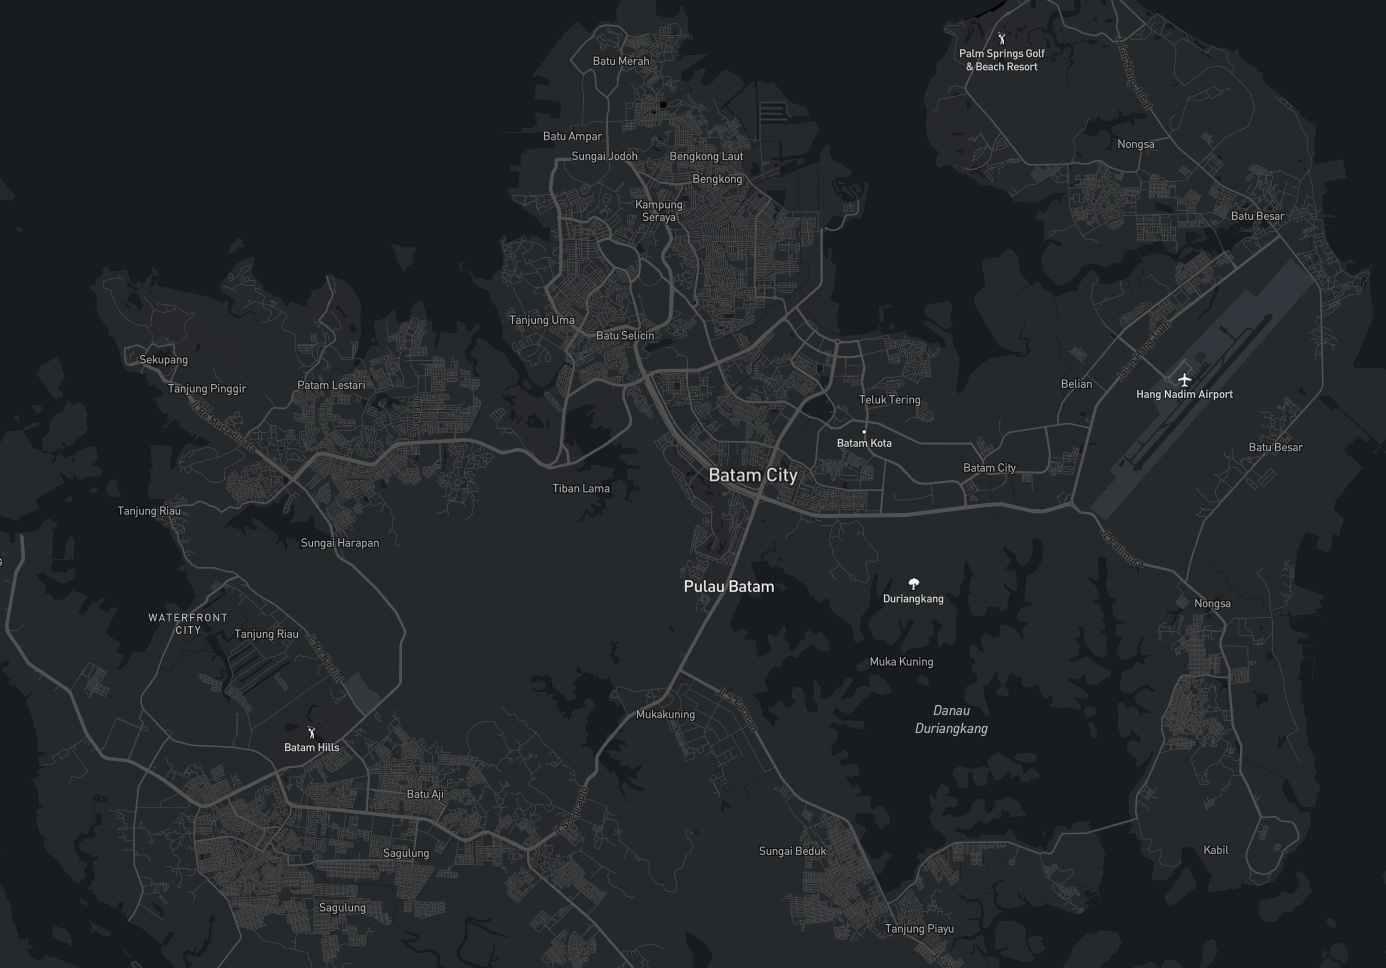 Palm Springs Golf
& Beach Resort
Batu Merah
Batu Ampar
Nongsa
Sungai Jodoh
Bengkong Laut
Bengkong
Kampung
Seraya
Batu Besar
Tanjung Uma
Batu Selicin
Sekupang
Tanjung Pinggir
Patam Lestari
Belian
Hang Nadim Airport
Teluk Tering
Batam Kota
Batu Besar
Batam City
Batam City
Tiban Lama
Tanjung Riau
Sungai Harapan
Pulau Batam
Durianggkang
Nongsa
WATERFRONT
CITY
Tanjung Riau
Muka Kuning
Danau
Duriangkang
Mukakuning
Batam Hills
Batu Aji
Sagulung
Sungai Beduk
Kabil
Sagulung
Tanjung Piayu